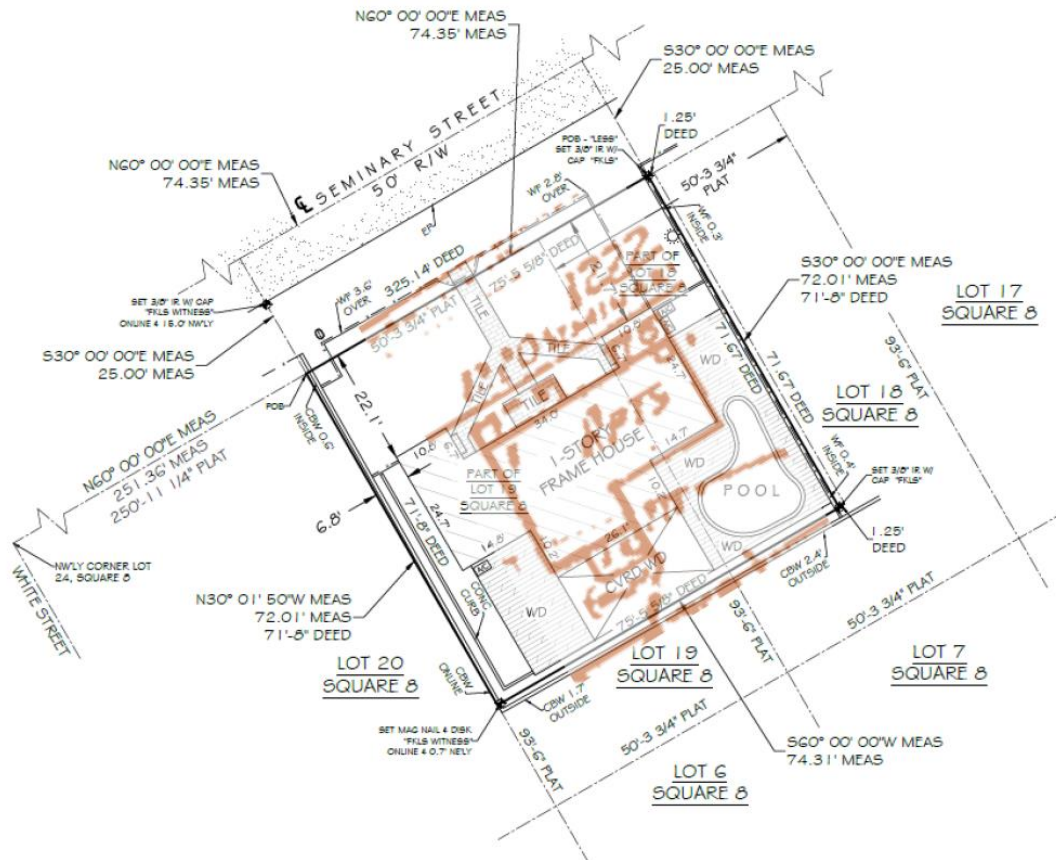 N60° 00' 00"E MEAS
74.35' MEAS
S30° 00' 00"E MEAS
25.00' MEAS
1.25'
DEED
POB - "LESS"
SET 3/8" IR W/
CAP "FKLS"
50'-3 3/4"
PLAT
N60° 00' 00"E MEAS
74.35' MEAS
℄ SEMINARY STREET
50' R/W
EP
WF 2.8'
OVER
WF 0.3'
INSIDE
SET 3/8" IR W/ CAP
"FKLS WITNESS"
ONLINE & 15.0' NW'LY
WF 3.6'
OVER
325.14' DEED
50'-3 3/4" PLAT
75'-5 5/8" DEED
PART OF
LOT 18
SQUARE 8
S30° 00' 00"E MEAS
72.01' MEAS
71'-8" DEED
LOT 17
SQUARE 8
S30° 00' 00"E MEAS
25.00' MEAS
POB
CBW 0.6'
INSIDE
22.1'
TILE
TILE
TILE
TILE
1222
10.8'
24.7'
AC
WD
71.67' DEED
71.67' DEED
93'-6" PLAT
LOT 18
SQUARE 8
N60° 00' 00"E MEAS
251.36' MEAS
250'-11 1/4" PLAT
10.8'
34.0'
1 STORY
FRAME HOUSE
14.7'
WD
POOL
WF 0.4'
INSIDE
SET 3/8" IR W/
CAP "FKLS"
PART OF
LOT 19
SQUARE 8
6.8'
71'-8" DEED
24.7'
14.8'
10.2'
26.1'
10.2'
WD
1.25'
DEED
NW'LY CORNER LOT
24, SQUARE 8
WHITE STREET
N30° 01' 50"W MEAS
72.01' MEAS
71'-8" DEED
AC
CONC
CURB
WD
CVRD WD
75'-5 5/8" DEED
CBW 2.4'
OUTSIDE
93'-6" PLAT
50'-3 3/4" PLAT
LOT 20
SQUARE 8
CBW
ONLINE
LOT 19
SQUARE 8
LOT 7
SQUARE 8
CBW 1.7'
OUTSIDE
SET MAG NAIL & DISK
"FKLS WITNESS"
ONLINE & 0.7' NE'LY
93'-6" PLAT
50'-3 3/4" PLAT
S60° 00' 00"W MEAS
74.31' MEAS
LOT 6
SQUARE 8